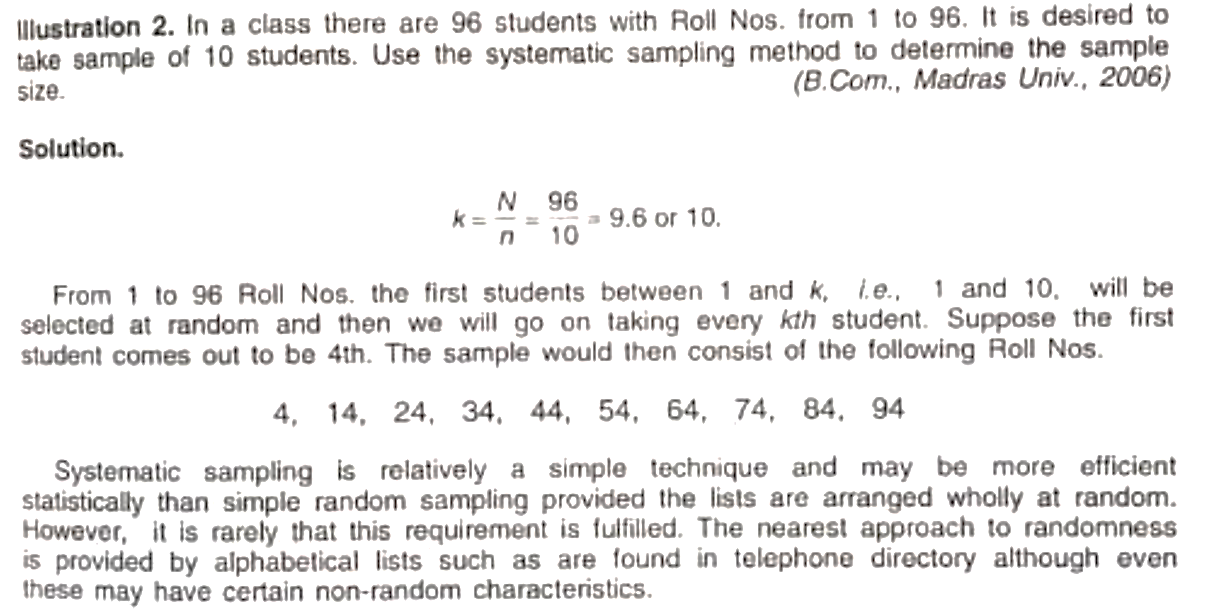 Illustration 2. In a class there are 96 students with Roll Nos. from 1 to 96. It is desired to
take sample of 10 students. Use the systematic sampling method to determine the sample
size. (B.Com., Madras Univ., 2006)
Solution.
k = N/n = 96/10 = 9.6 or 10.
From 1 to 96 Roll Nos. the first students between 1 and k, i.e., 1 and 10, will be
selected at random and then we will go on taking every kth student. Suppose the first
student comes out to be 4th. The sample would then consist of the following Roll Nos.
4, 14, 24, 34, 44, 54, 64, 74, 84, 94
Systematic sampling is relatively a simple technique and may be more efficient
statistically than simple random sampling provided the lists are arranged wholly at random.
However, it is rarely that this requirement is fulfilled. The nearest approach to randomness
is provided by alphabetical lists such as are found in telephone directory although even
these may have certain non-random characteristics.